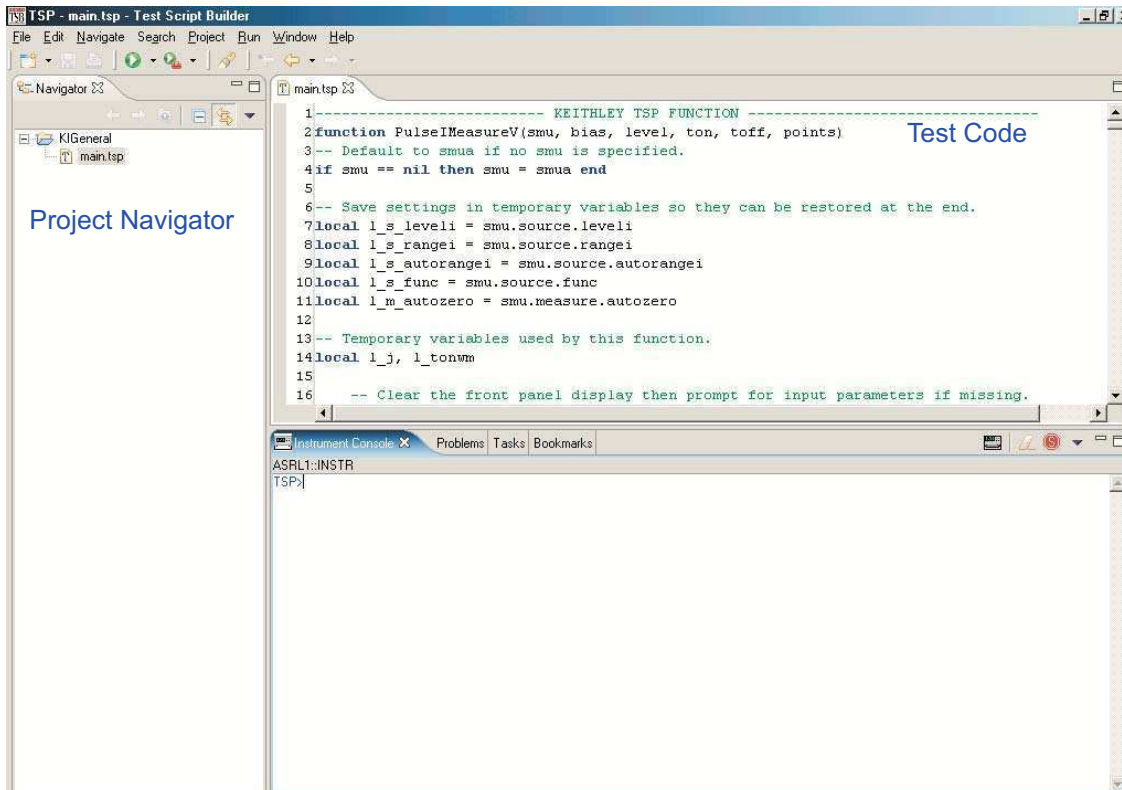 TSP - main.tsp - Test Script Builder
File Edit Navigate Search Project Run Window Help
Navigator
KIGeneral
main.tsp
Project Navigator
main.tsp
Test Code
1-------------------------- KEITHLEY TSP FUNCTION ---------------------------------
2function PulseIMeasureV(smu, bias, level, ton, toff, points)
3-- Default to smua if no smu is specified.
4if smu == nil then smu = smua end
5
6-- Save settings in temporary variables so they can be restored at the end.
7local l_s_leveli = smu.source.leveli
8local l_s_rangei = smu.source.rangei
9local l_s_autorangei = smu.source.autorangei
10local l_s_func = smu.source.func
11local l_m_autozero = smu.measure.autozero
12
13-- Temporary variables used by this function.
14local l_j, l_tonwm
15
16 -- Clear the front panel display then prompt for input parameters if missing.
Instrument Console Problems Tasks Bookmarks
ASRL1::INSTR
TSP>